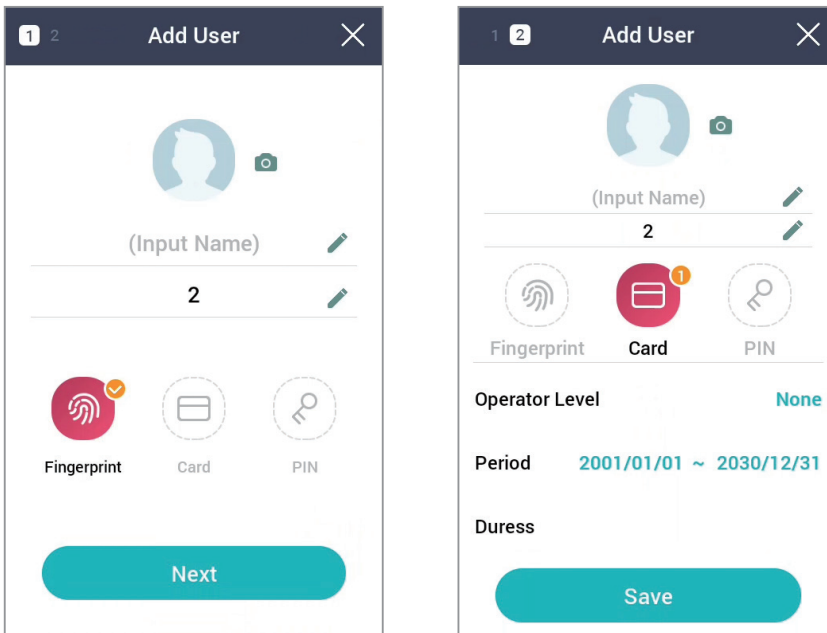 1 2 Add User
(Input Name)
2
Fingerprint Card PIN
Next
1 2 Add User
(Input Name)
2
1
Fingerprint Card PIN
Operator Level None
Period 2001/01/01 ~ 2030/12/31
Duress
Save